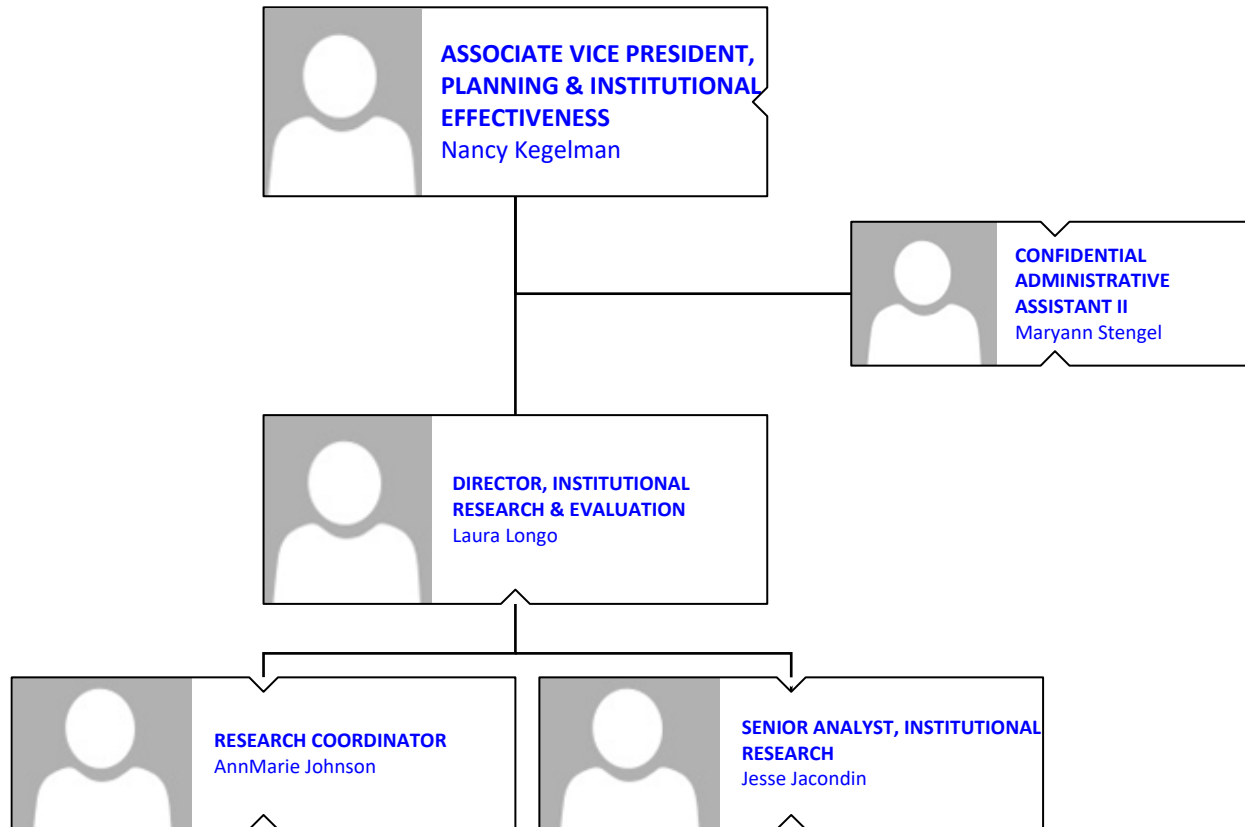 ASSOCIATE VICE PRESIDENT,
PLANNING & INSTITUTIONAL
EFFECTIVENESS
Nancy Kegelman
CONFIDENTIAL
ADMINISTRATIVE
ASSISTANT II
Maryann Stengel
DIRECTOR, INSTITUTIONAL
RESEARCH & EVALUATION
Laura Longo
RESEARCH COORDINATOR
AnnMarie Johnson
SENIOR ANALYST, INSTITUTIONAL
RESEARCH
Jesse Jacondin